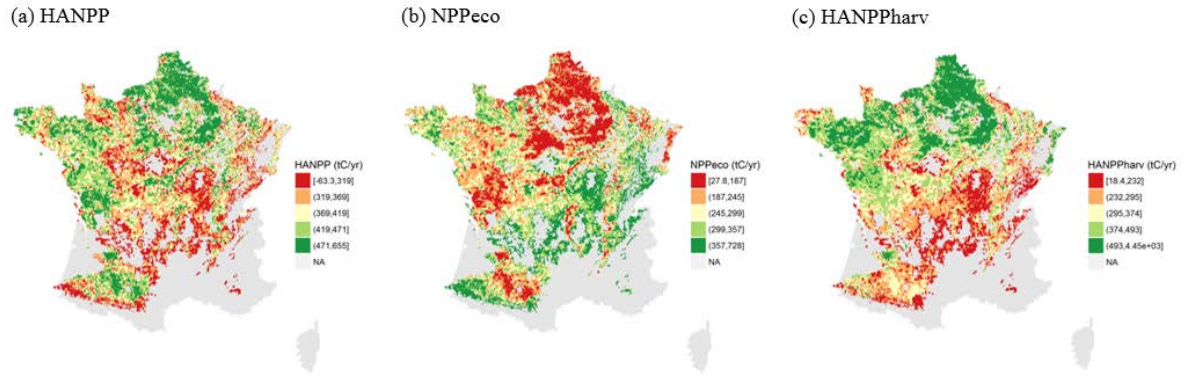 (a) HANPP
(b) NPPeco
(c) HANPPharv
HANPP (tC/yr)
[-63.3,319]
(319,369]
(369,419]
(419,471]
(471,655]
NA
NPPeco (tC/yr)
[27.8,187]
(187,245]
(245,299]
(299,357]
(357,728]
NA
HANPPharv (tC/yr)
[18.4,232]
(232,295]
(295,374]
(374,493]
(493,4.45e+03]
NA